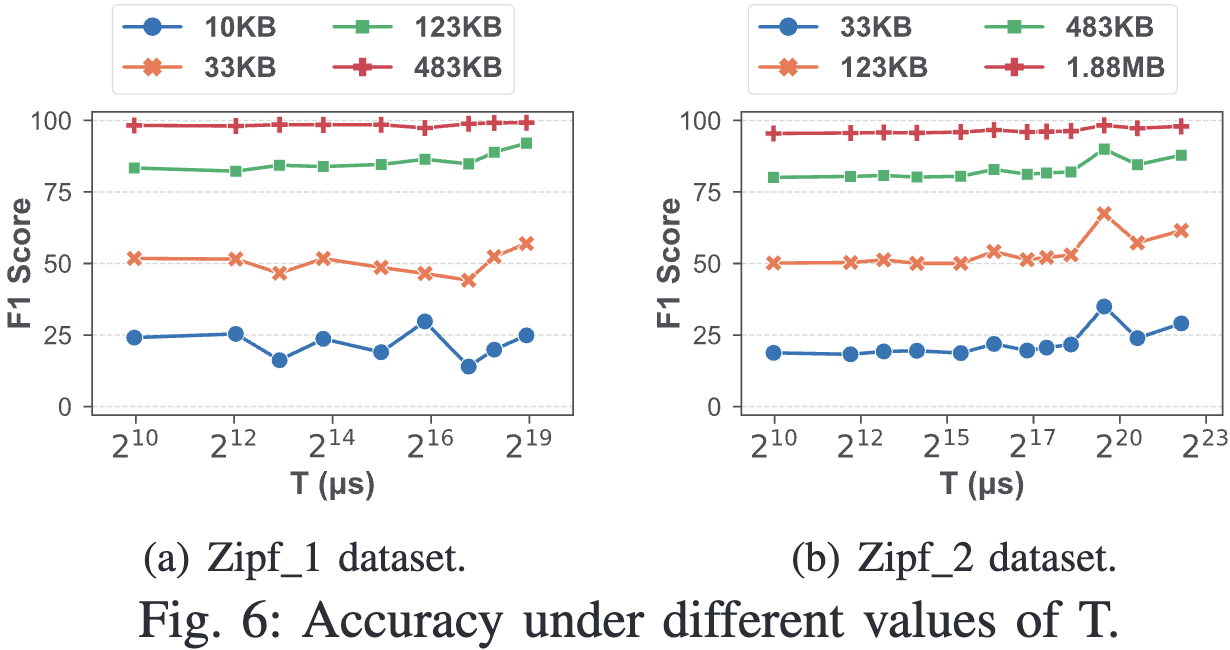 10KB 123KB
33KB 483KB
F1 Score
100
75
50
25
0
2^10 2^12 2^14 2^16 2^19
T (μs)
(a) Zipf_1 dataset.
33KB 483KB
123KB 1.88MB
F1 Score
100
75
50
25
0
2^10 2^12 2^15 2^17 2^20 2^23
T (μs)
(b) Zipf_2 dataset.
Fig. 6: Accuracy under different values of T.